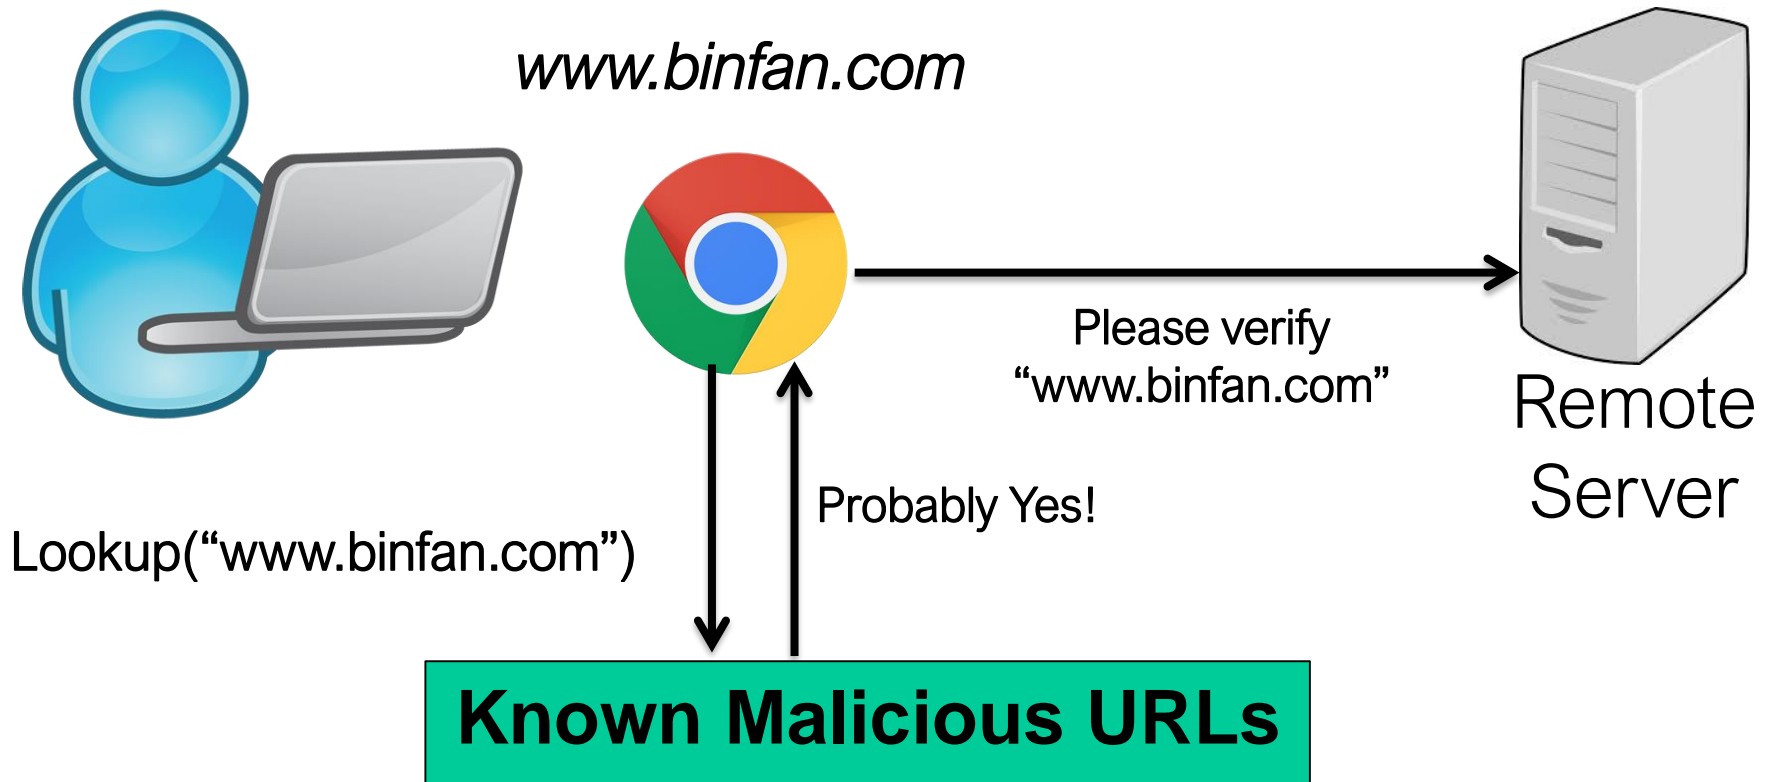 www.binfan.com
Please verify
“www.binfan.com”
Remote
Server
Probably Yes!
Lookup(“www.binfan.com”)
Known Malicious URLs